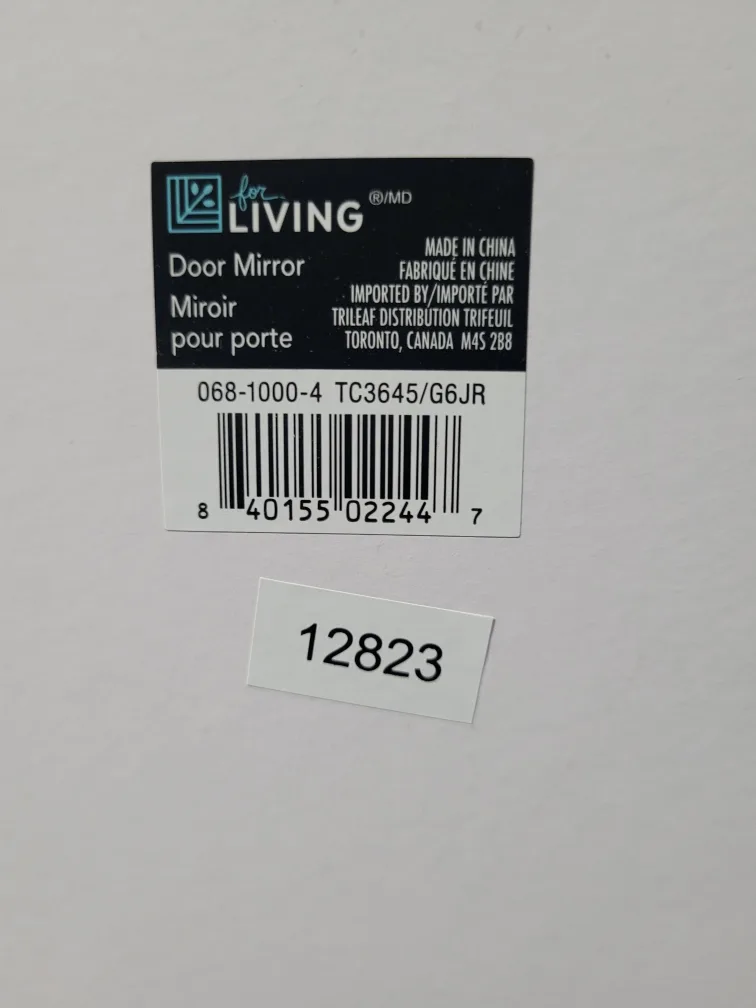 for
LIVING ®/MD
Door Mirror
Miroir
pour porte
MADE IN CHINA
FABRIQUÉ EN CHINE
IMPORTED BY/IMPORTÉ PAR
TRILEAF DISTRIBUTION TRIFEUIL
TORONTO, CANADA M4S 2B8
068-1000-4 TC3645/G6JR
8 40155 02244 7
12823